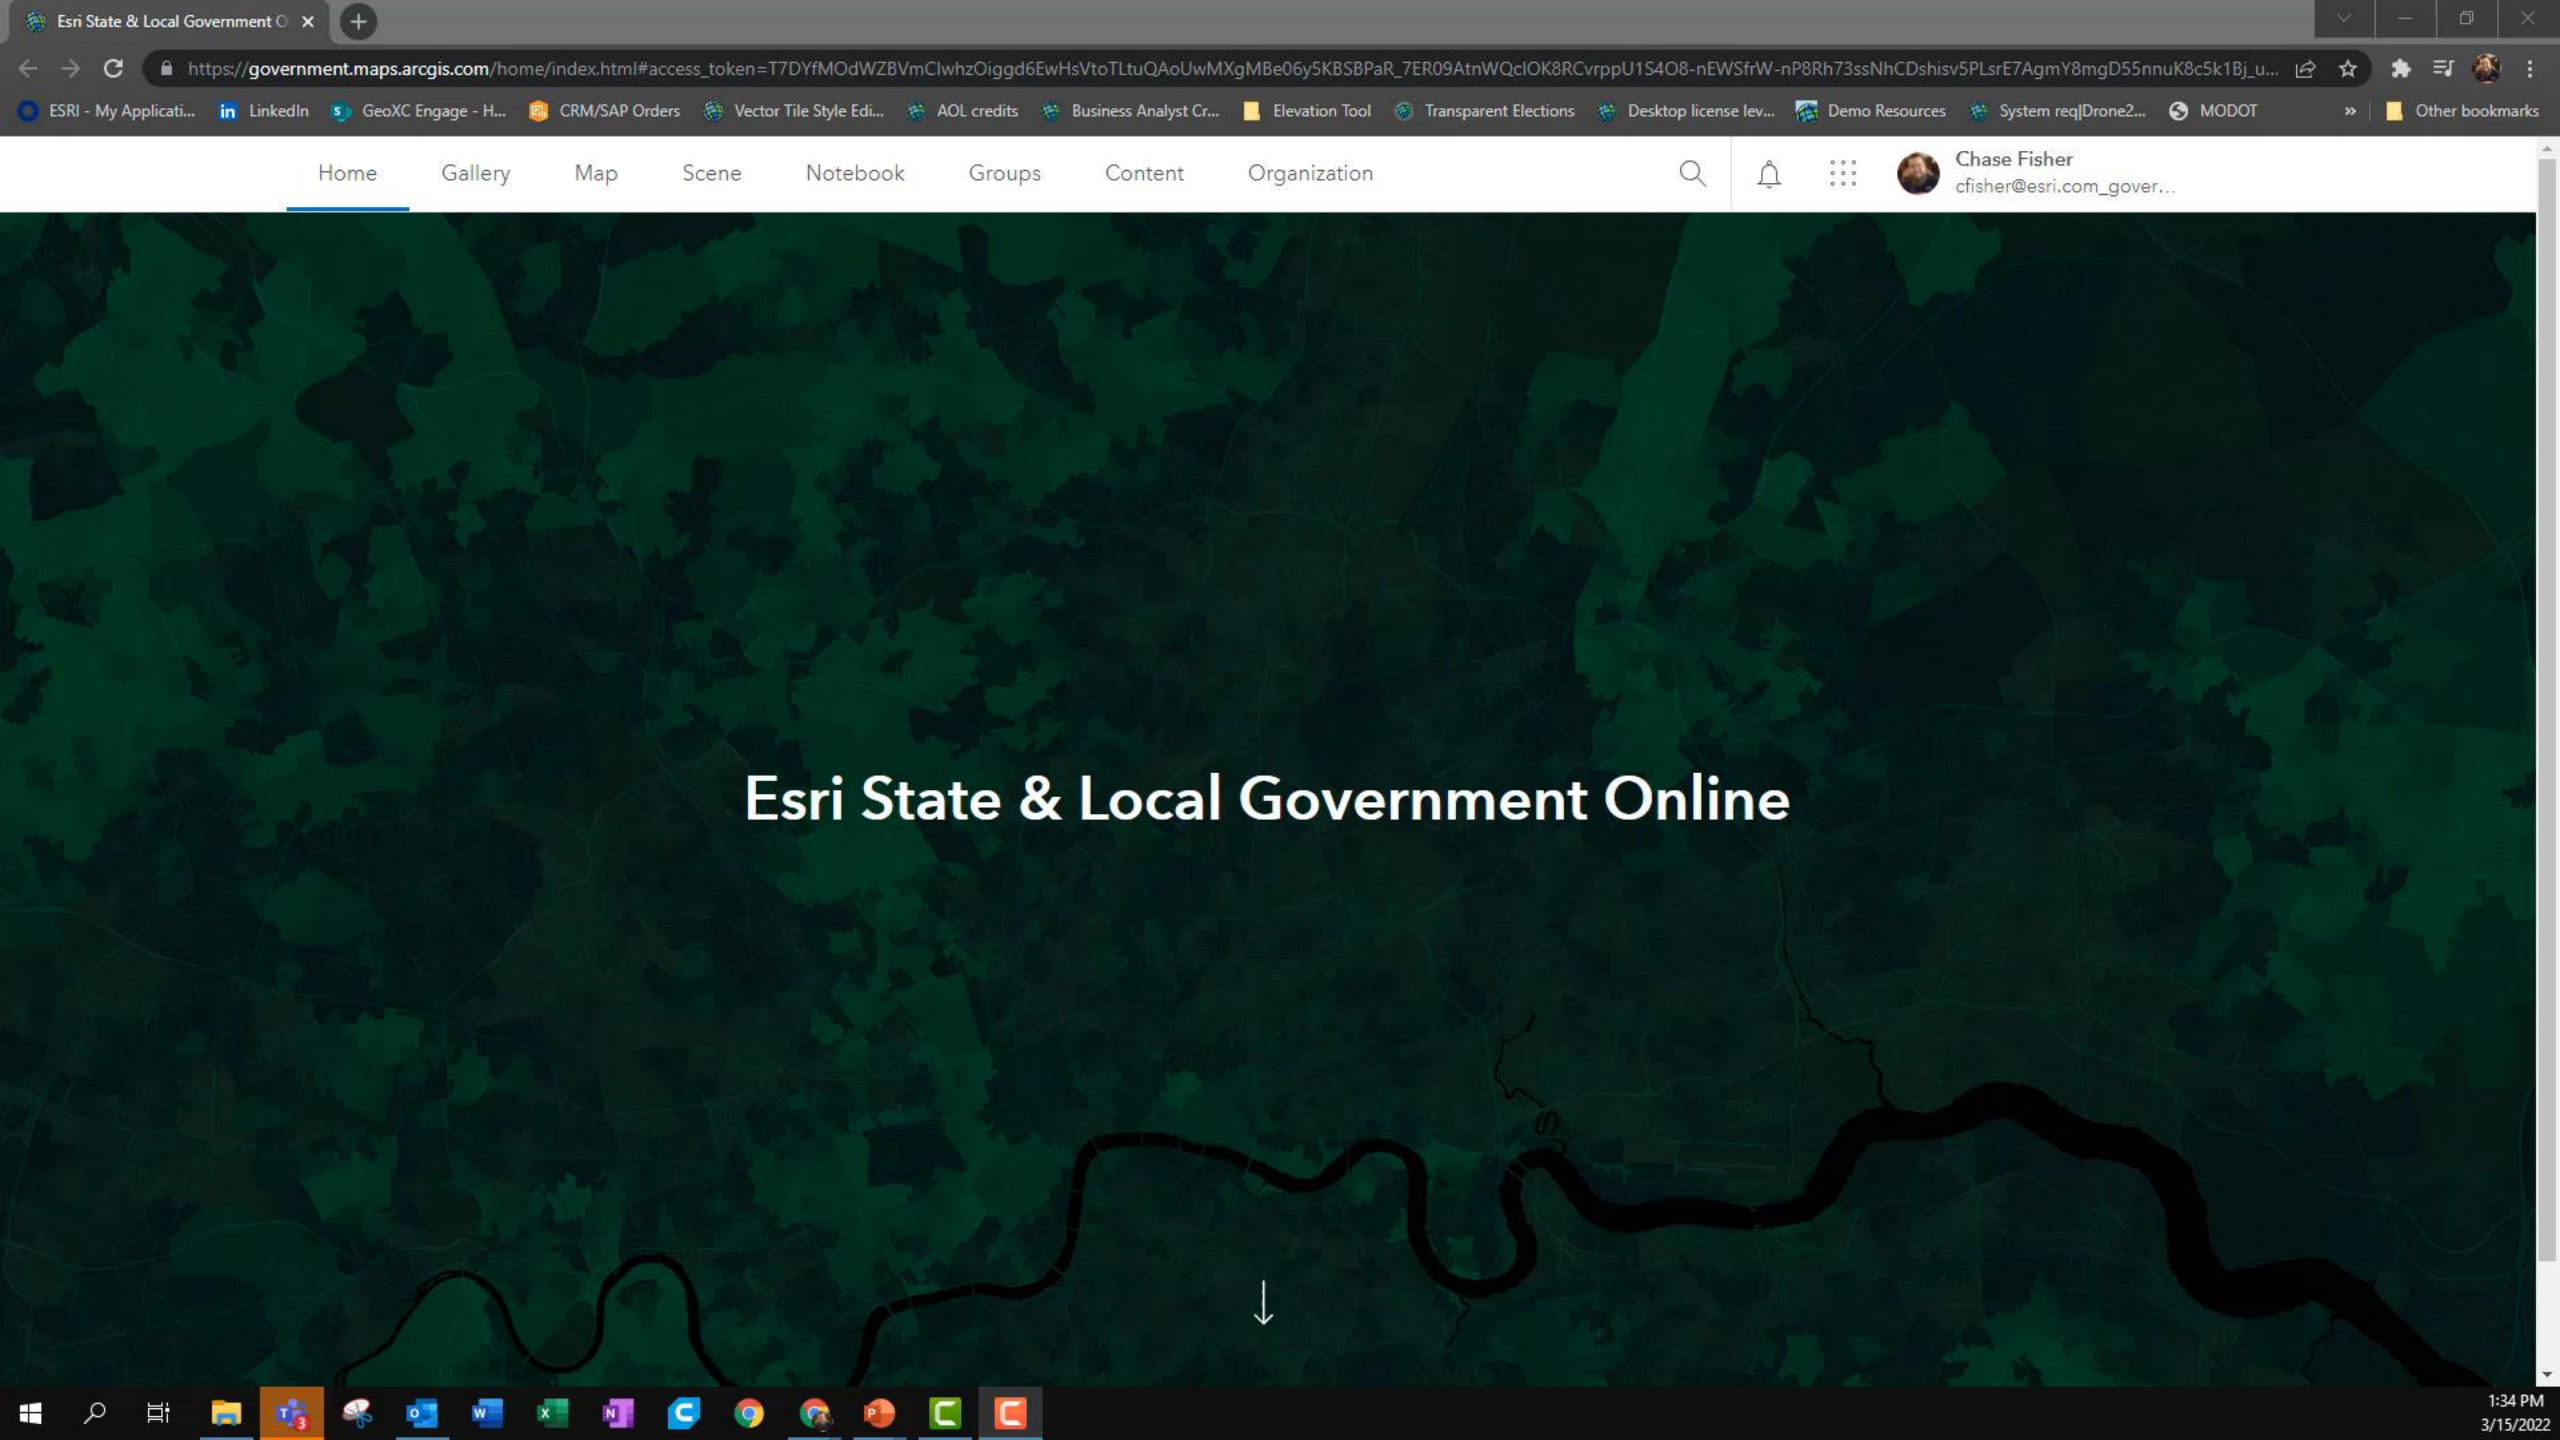 Esri State & Local Government O
https://government.maps.arcgis.com/home/index.html#access_token=T7DYfMOdWZBVmClwhzOiggd6EwHsVtoTLtuQAoUwMXgMBe06y5KBSBPaR_7ER09AtnWQcIOK8RCvrppU1S4O8-nEWSfrW-nP8Rh73ssNhCDshisv5PLsrE7AgmY8mgD55nnuK8c5k1Bj_u...
ESRI - My Applicati... LinkedIn GeoXC Engage - H... CRM/SAP Orders Vector Tile Style Edi... AOL credits Business Analyst Cr... Elevation Tool Transparent Elections Desktop license lev... Demo Resources System req|Drone2... MODOT » Other bookmarks
Home Gallery Map Scene Notebook Groups Content Organization
Chase Fisher
cfisher@esri.com_gover...
Esri State & Local Government Online
1:34 PM
3/15/2022